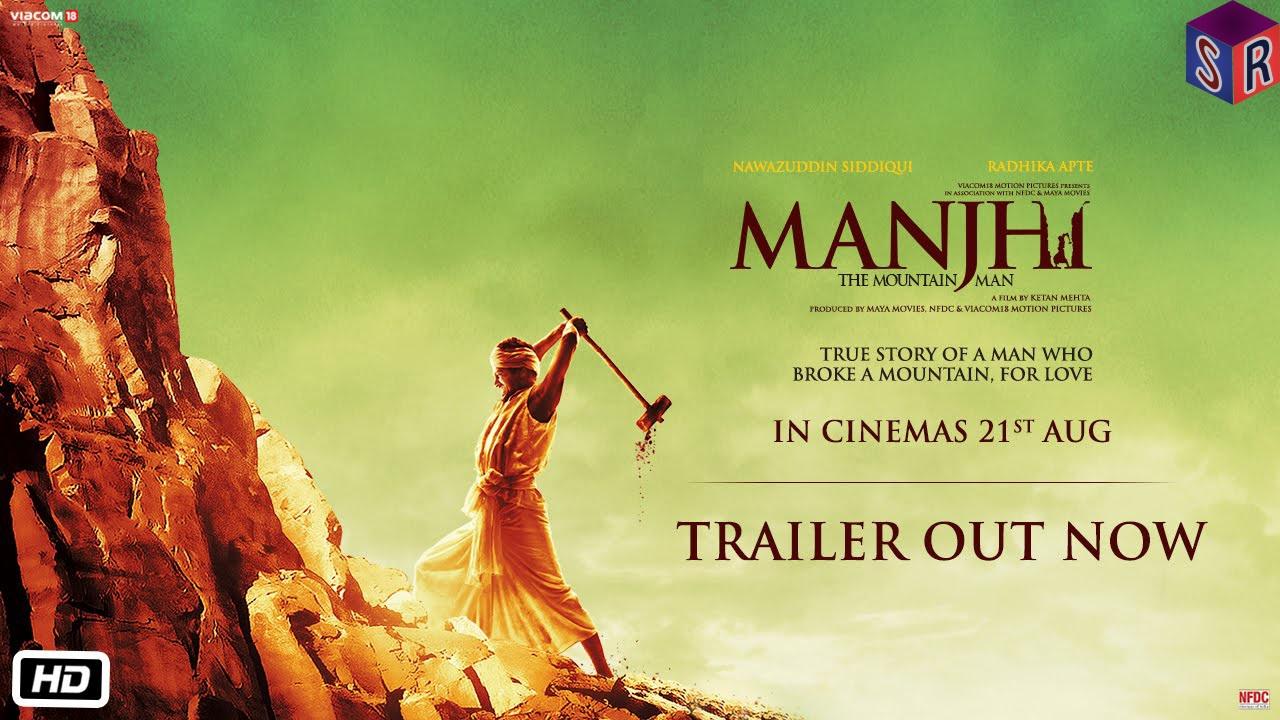 VIACOM 18
S R
NAWAZUDDIN SIDDIQUI RADHIKA APTE
VIACOM18 MOTION PICTURES PRESENTS
IN ASSOCIATION WITH NFDC & MAYA MOVIES
MANJHI
THE MOUNTAIN MAN
A FILM BY KETAN MEHTA
PRODUCED BY MAYA MOVIES, NFDC & VIACOM18 MOTION PICTURES
TRUE STORY OF A MAN WHO
BROKE A MOUNTAIN, FOR LOVE
IN CINEMAS 21ST AUG
TRAILER OUT NOW
HD
NFDC